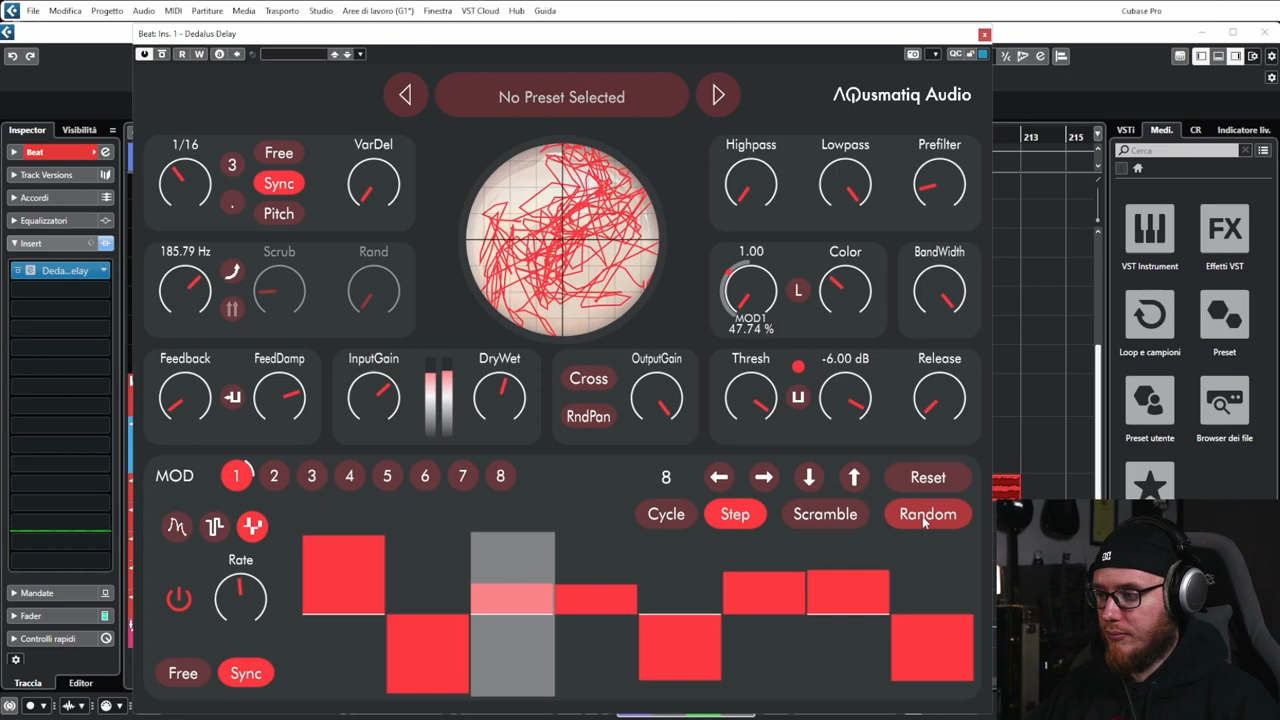 File Modifica Progetto Audio MIDI Partiture Media Trasporto Studio Aree di lavoro (G1*) Finestra VST Cloud Hub Guida Cubase Pro
Beat: Ins. 1 - Dedalus Delay
R W QC
No Preset Selected
Aqusmatiq Audio
Inspector Visibilità
Beat
Track Versions
Accordi
Equalizzatori
Insert
Deda...elay
Mandate
Fader
Controlli rapidi
Traccia Editor
1/16 3 Free VarDel
Sync
. Pitch
185.79 Hz Scrub Rand
Feedback FeedDamp InputGain DryWet
Cross OutputGain
RndPan
Highpass Lowpass Prefilter
1.00 L Color BandWidth
MOD1
47.74 %
Thresh -6.00 dB Release
MOD 1 2 3 4 5 6 7 8
8 Reset
Cycle Step Scramble Random
Rate
Free Sync
213 215
VSTi Medi. CR Indicatore liv.
Cerca
FX
VST Instrument Effetti VST
Loop e campioni Preset
Preset utente Browser dei file